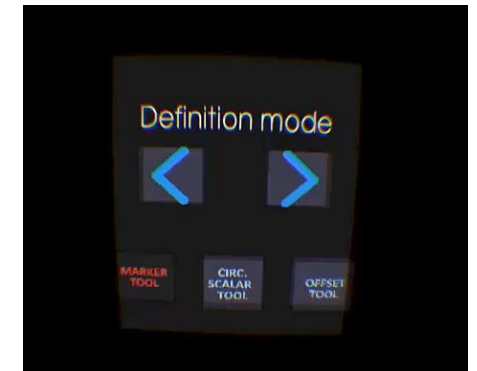 Definition mode
MARKER
TOOL
CIRC.
SCALAR
TOOL
OFFSET
TOOL